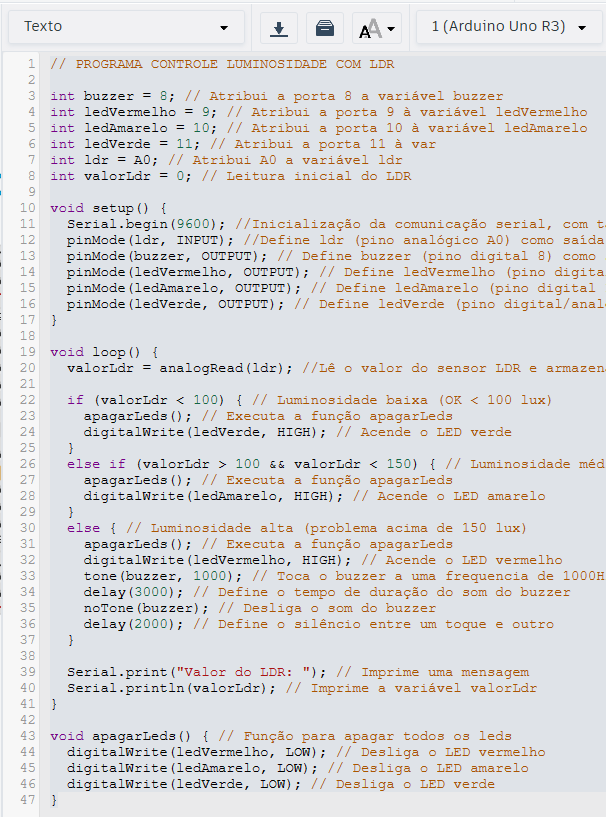 Texto
1 (Arduino Uno R3)
1 // PROGRAMA CONTROLE LUMINOSIDADE COM LDR
2
3 int buzzer = 8; // Atribui a porta 8 a variável buzzer
4 int ledVermelho = 9; // Atribui a porta 9 à variável ledVermelho
5 int ledAmarelo = 10; // Atribui a porta 10 à variável ledAmarelo
6 int ledVerde = 11; // Atribui a porta 11 à var
7 int ldr = A0; // Atribui A0 a variável ldr
8 int valorLdr = 0; // Leitura inicial do LDR
9
10 void setup() {
11 Serial.begin(9600); //Inicialização da comunicação serial, com ta
12 pinMode(ldr, INPUT); //Define ldr (pino analógico A0) como saída
13 pinMode(buzzer, OUTPUT); // Define buzzer (pino digital 8) como
14 pinMode(ledVermelho, OUTPUT); // Define ledVermelho (pino digita
15 pinMode(ledAmarelo, OUTPUT); // Define ledAmarelo (pino digital
16 pinMode(ledVerde, OUTPUT); // Define ledVerde (pino digital/anal
17 }
18
19 void loop() {
20 valorLdr = analogRead(ldr); //Lê o valor do sensor LDR e armazena
21
22 if (valorLdr < 100) { // Luminosidade baixa (OK < 100 lux)
23 apagarLeds(); // Executa a função apagarLeds
24 digitalWrite(ledVerde, HIGH); // Acende o LED verde
25 }
26 else if (valorLdr > 100 && valorLdr < 150) { // Luminosidade méd
27 apagarLeds(); // Executa a função apagarLeds
28 digitalWrite(ledAmarelo, HIGH); // Acende o LED amarelo
29 }
30 else { // Luminosidade alta (problema acima de 150 lux)
31 apagarLeds(); // Executa a função apagarLeds
32 digitalWrite(ledVermelho, HIGH); // Acende o LED vermelho
33 tone(buzzer, 1000); // Toca o buzzer a uma frequencia de 1000H
34 delay(3000); // Define o tempo de duração do som do buzzer
35 noTone(buzzer); // Desliga o som do buzzer
36 delay(2000); // Define o silêncio entre um toque e outro
37 }
38
39 Serial.print("Valor do LDR: "); // Imprime uma mensagem
40 Serial.println(valorLdr); // Imprime a variável valorLdr
41 }
42
43 void apagarLeds() { // Função para apagar todos os leds
44 digitalWrite(ledVermelho, LOW); // Desliga o LED vermelho
45 digitalWrite(ledAmarelo, LOW); // Desliga o LED amarelo
46 digitalWrite(ledVerde, LOW); // Desliga o LED verde
47 }